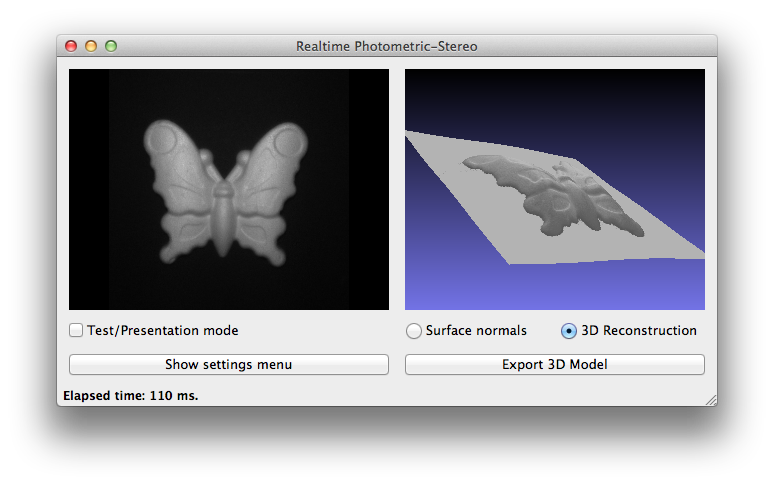 Realtime Photometric-Stereo
Test/Presentation mode
Surface normals
3D Reconstruction
Show settings menu
Export 3D Model
Elapsed time: 110 ms.